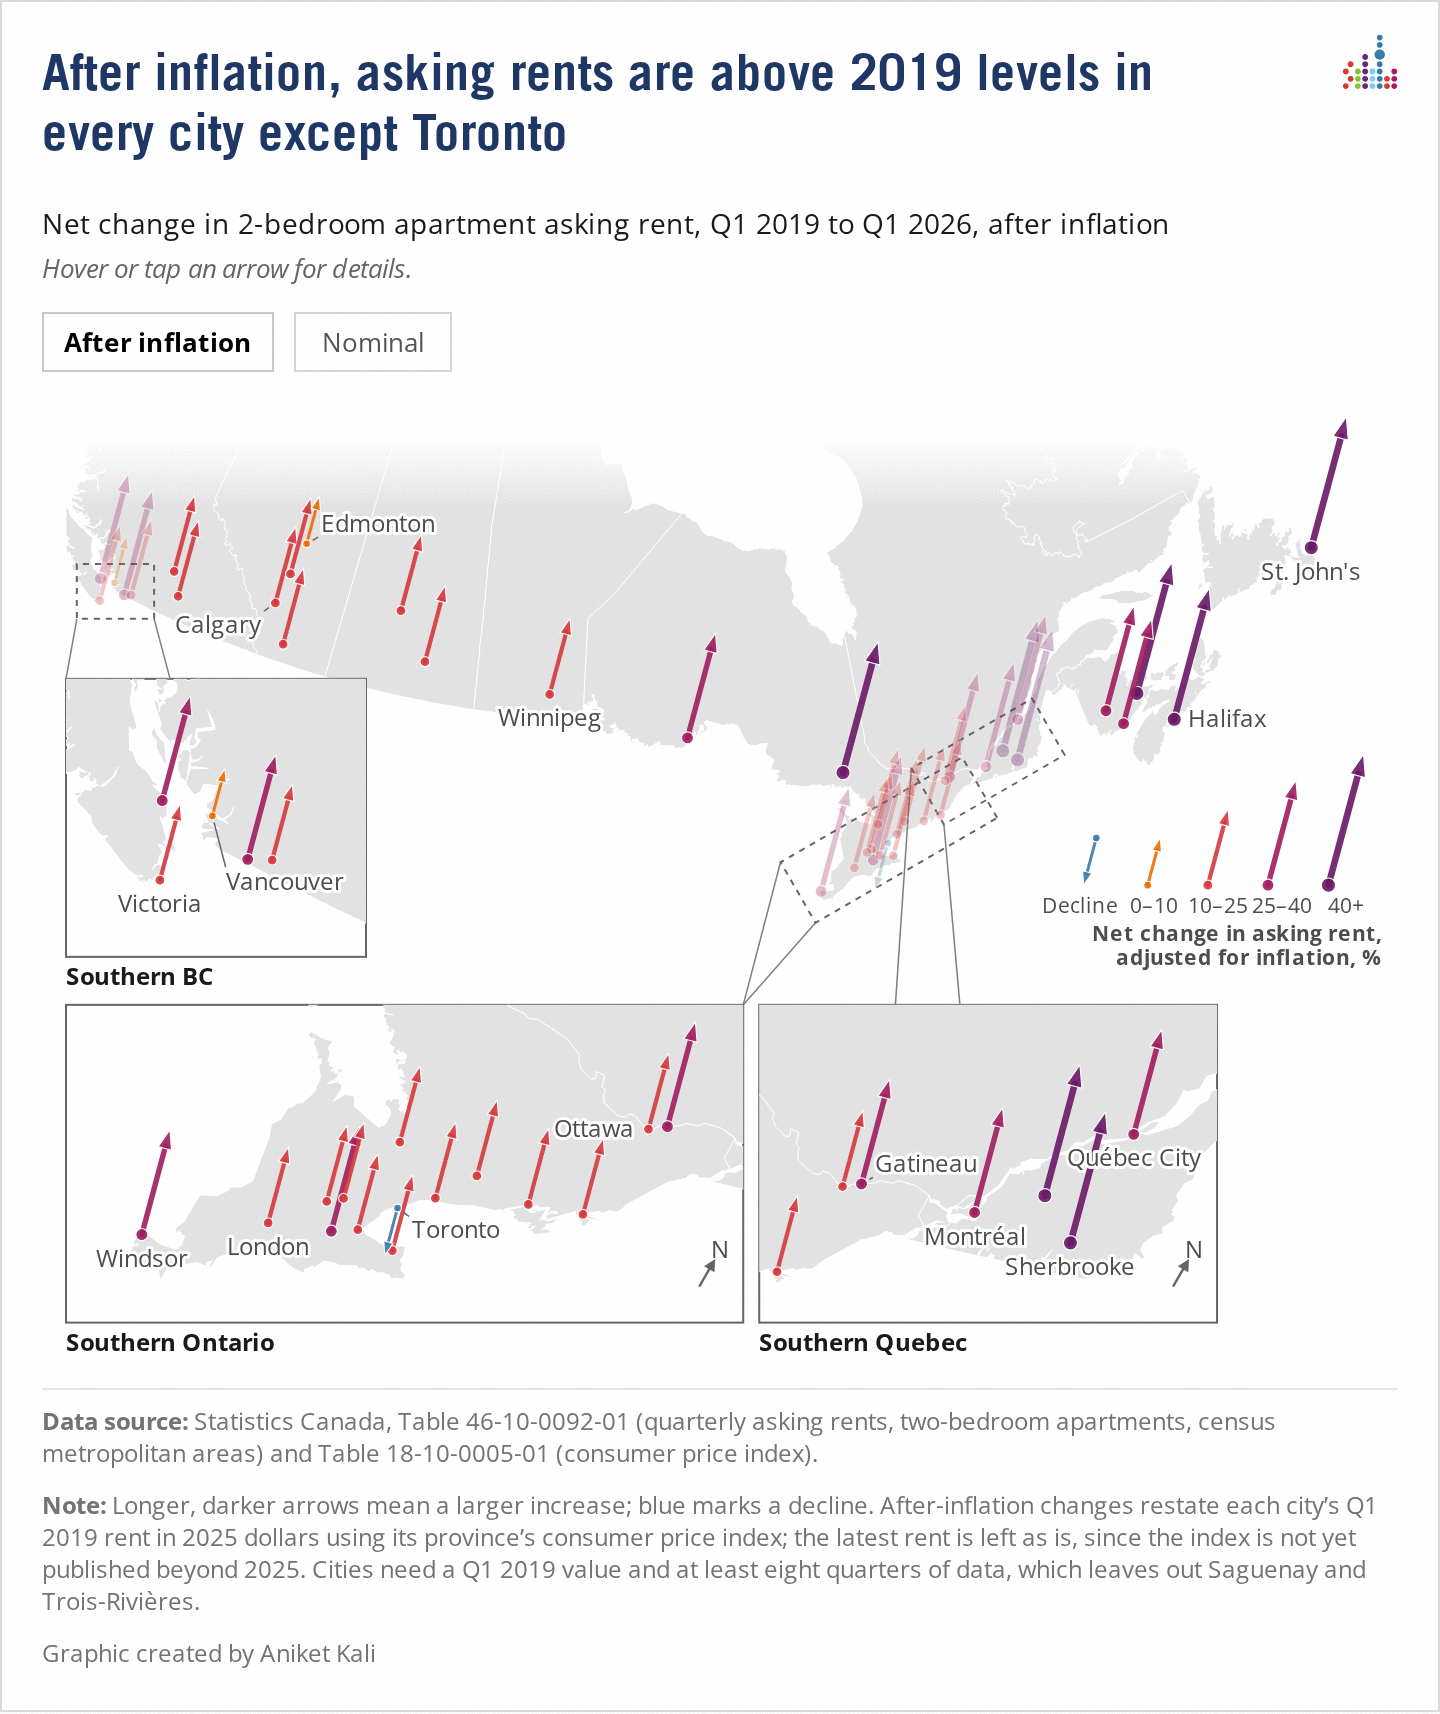 After inflation, asking rents are above 2019 levels in
every city except Toronto
Net change in 2-bedroom apartment asking rent, Q1 2019 to Q1 2026, after inflation
Hover or tap an arrow for details.
After inflation
Nominal
Edmonton
Calgary
Winnipeg
St. John's
Halifax
Victoria
Vancouver
Southern BC
Decline
0–10
10–25
25–40
40+
Net change in asking rent,
adjusted for inflation, %
Windsor
London
Toronto
Ottawa
N
Southern Ontario
Gatineau
Montréal
Québec City
Sherbrooke
N
Southern Quebec
Data source: Statistics Canada, Table 46-10-0092-01 (quarterly asking rents, two-bedroom apartments, census
metropolitan areas) and Table 18-10-0005-01 (consumer price index).
Note: Longer, darker arrows mean a larger increase; blue marks a decline. After-inflation changes restate each city’s Q1
2019 rent in 2025 dollars using its province’s consumer price index; the latest rent is left as is, since the index is not yet
published beyond 2025. Cities need a Q1 2019 value and at least eight quarters of data, which leaves out Saguenay and
Trois-Rivières.
Graphic created by Aniket Kali